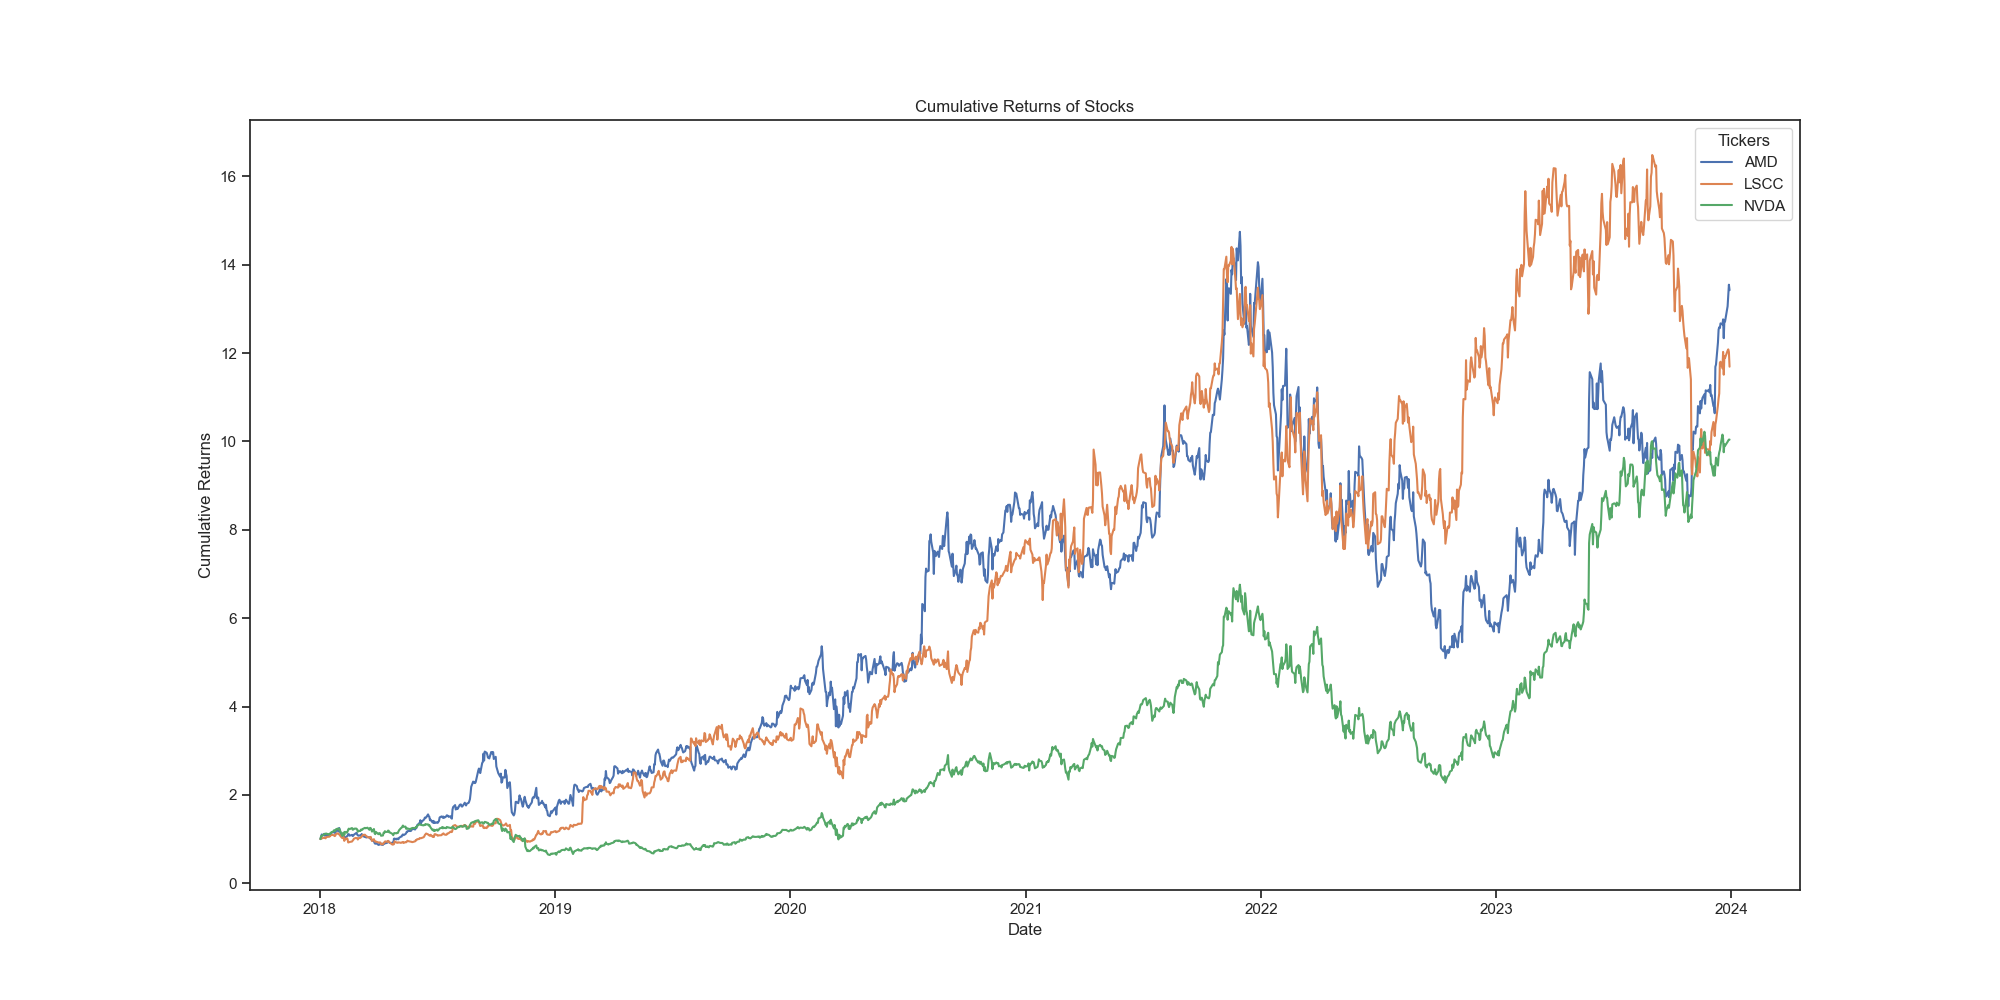 Cumulative Returns of Stocks
Tickers
AMD
LSCC
NVDA
Cumulative Returns
16
14
12
10
8
6
4
2
0
2018 2019 2020 2021 2022 2023 2024
Date